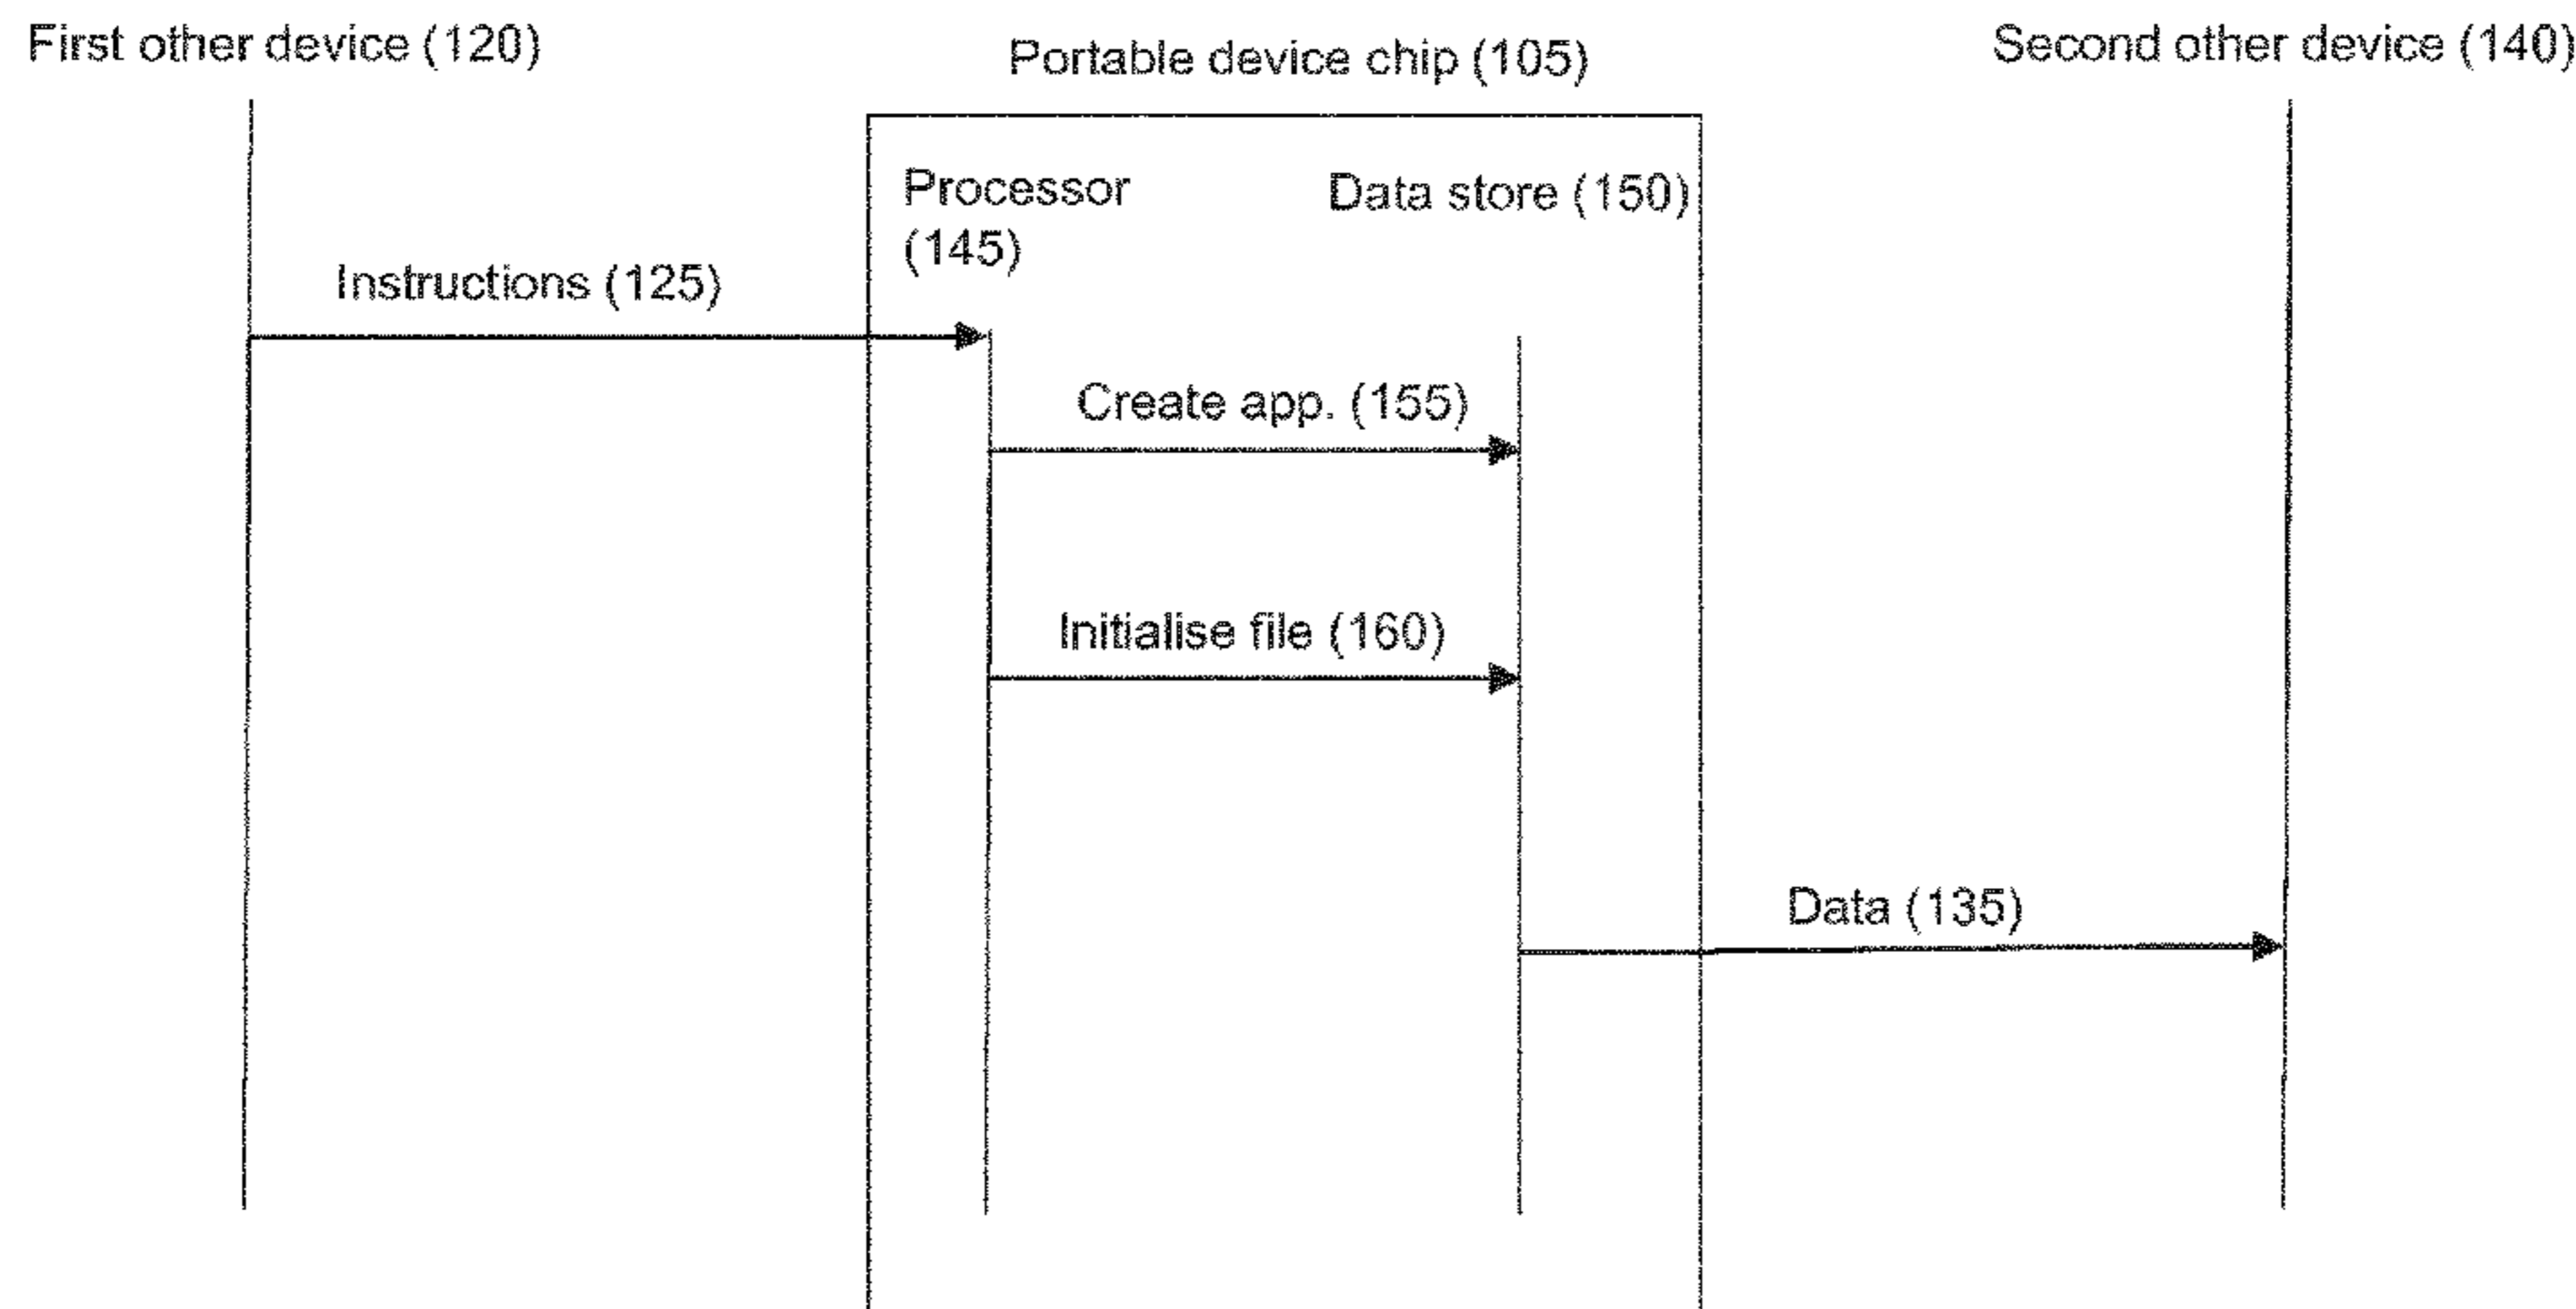 First other device (120)
Portable device chip (105)
Second other device (140)
Processor
(145)
Data store (150)
Instructions (125)
Create app. (155)
Initialise file (160)
Data (135)